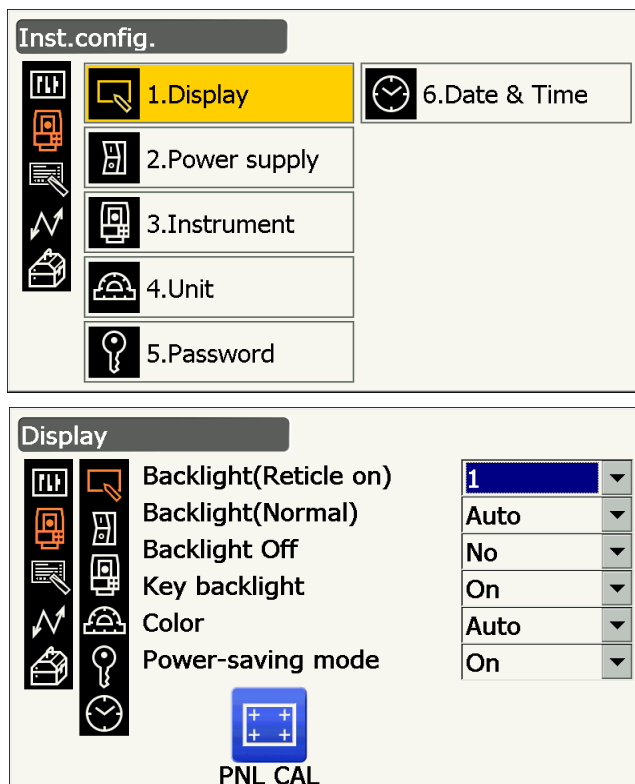 Inst.config.
1.Display
6.Date & Time
2.Power supply
3.Instrument
4.Unit
5.Password
Display
Backlight(Reticle on) 1
Backlight(Normal) Auto
Backlight Off No
Key backlight On
Color Auto
Power-saving mode On
PNL CAL